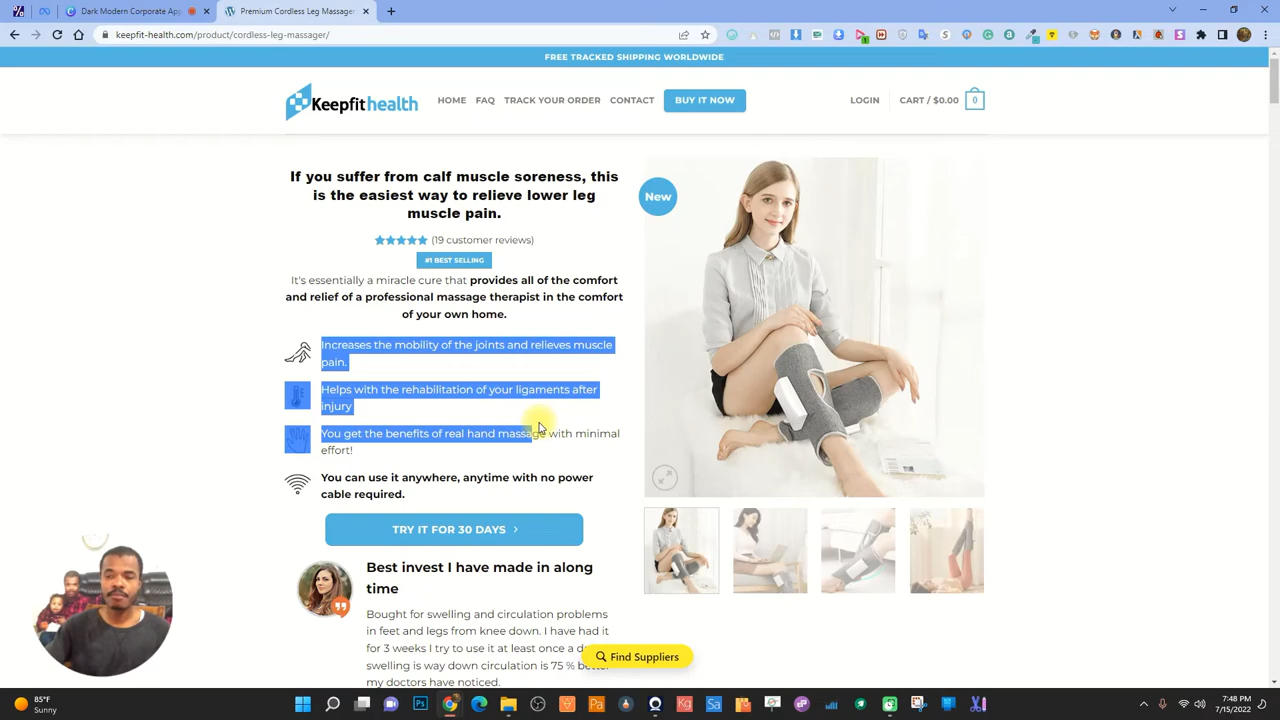 Dark Modern Corporate App
Premium Cordless Leg Massager
keepfit-health.com/product/cordless-leg-massager/
FREE TRACKED SHIPPING WORLDWIDE
Keepfithealth
HOME
FAQ
TRACK YOUR ORDER
CONTACT
BUY IT NOW
LOGIN
CART / $0.00
0
If you suffer from calf muscle soreness, this
is the easiest way to relieve lower leg
muscle pain.
(19 customer reviews)
#1 BEST SELLING
It's essentially a miracle cure that provides all of the comfort
and relief of a professional massage therapist in the comfort
of your own home.
Increases the mobility of the joints and relieves muscle
pain.
Helps with the rehabilitation of your ligaments after
injury
You get the benefits of real hand massage with minimal
effort!
You can use it anywhere, anytime with no power
cable required.
TRY IT FOR 30 DAYS
Best invest I have made in along
time
Bought for swelling and circulation problems
in feet and legs from knee down. I have had it
for 3 weeks I try to use it at least once a
swelling is way down circulation is 75 %
my doctors have noticed.
New
Find Suppliers
85°F
Sunny
Ps
Pa
Kg
Sa
7:48 PM
7/15/2022